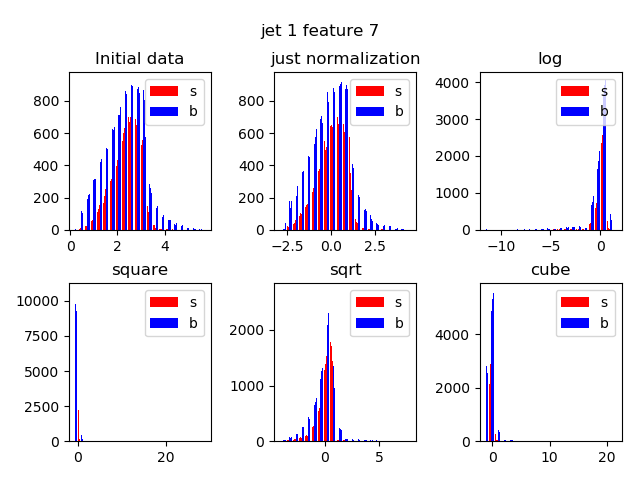 jet 1 feature 7
Initial data
just normalization
log
s
b
s
b
s
b
800
600
400
200
0
0
2
4
800
600
400
200
0
−2.5
0.0
2.5
4000
3000
2000
1000
0
−10
−5
0
square
sqrt
cube
s
b
s
b
s
b
10000
7500
5000
2500
0
0
20
2000
1000
0
0
5
4000
2000
0
0
10
20